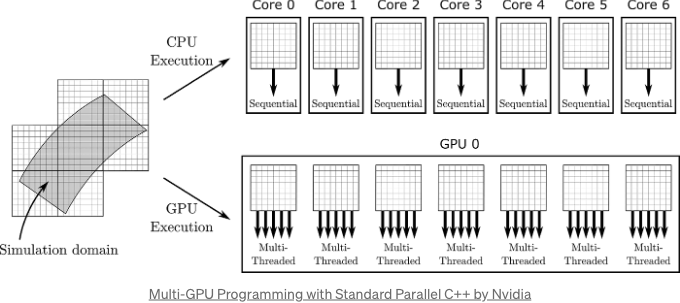 Core 0 Core 1 Core 2 Core 3 Core 4 Core 5 Core 6
CPU
Execution
Sequential Sequential Sequential Sequential Sequential Sequential Sequential
GPU 0
GPU
Execution
Simulation domain
Multi- Multi- Multi- Multi- Multi- Multi- Multi-
Threaded Threaded Threaded Threaded Threaded Threaded Threaded
Multi-GPU Programming with Standard Parallel C++ by Nvidia